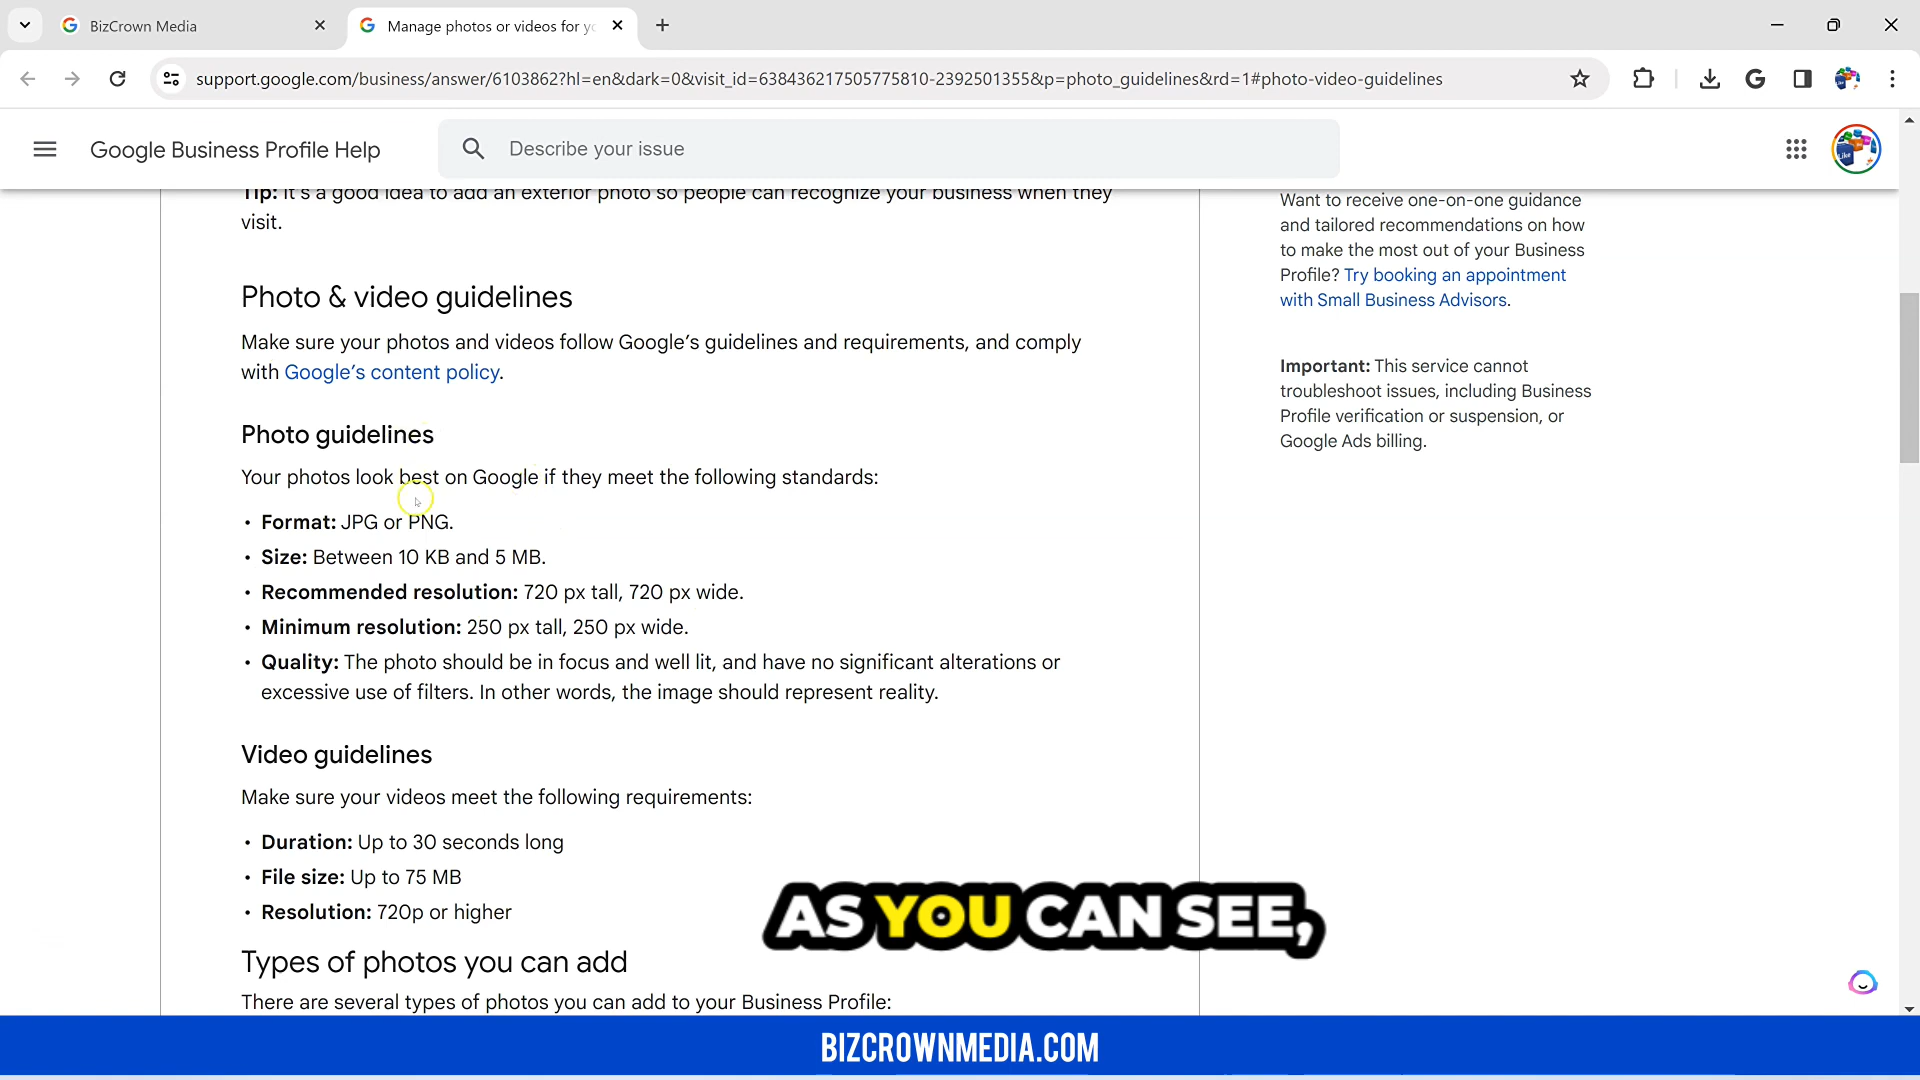 BizCrown Media
Manage photos or videos for yo
support.google.com/business/answer/6103862?hl=en&dark=0&visit_id=638436217505775810-2392501355&p=photo_guidelines&rd=1#photo-video-guidelines
Google Business Profile Help
Describe your issue
Tip: It's a good idea to add an exterior photo so people can recognize your business when they
visit.
Photo & video guidelines
Make sure your photos and videos follow Google's guidelines and requirements, and comply
with Google's content policy.
Photo guidelines
Your photos look best on Google if they meet the following standards:
• Format: JPG or PNG.
• Size: Between 10 KB and 5 MB.
• Recommended resolution: 720 px tall, 720 px wide.
• Minimum resolution: 250 px tall, 250 px wide.
• Quality: The photo should be in focus and well lit, and have no significant alterations or
excessive use of filters. In other words, the image should represent reality.
Video guidelines
Make sure your videos meet the following requirements:
• Duration: Up to 30 seconds long
• File size: Up to 75 MB
• Resolution: 720p or higher
Types of photos you can add
There are several types of photos you can add to your Business Profile:
Want to receive one-on-one guidance
and tailored recommendations on how
to make the most out of your Business
Profile? Try booking an appointment
with Small Business Advisors.
Important: This service cannot
troubleshoot issues, including Business
Profile verification or suspension, or
Google Ads billing.
AS YOU CAN SEE,
BIZCROWNMEDIA.COM